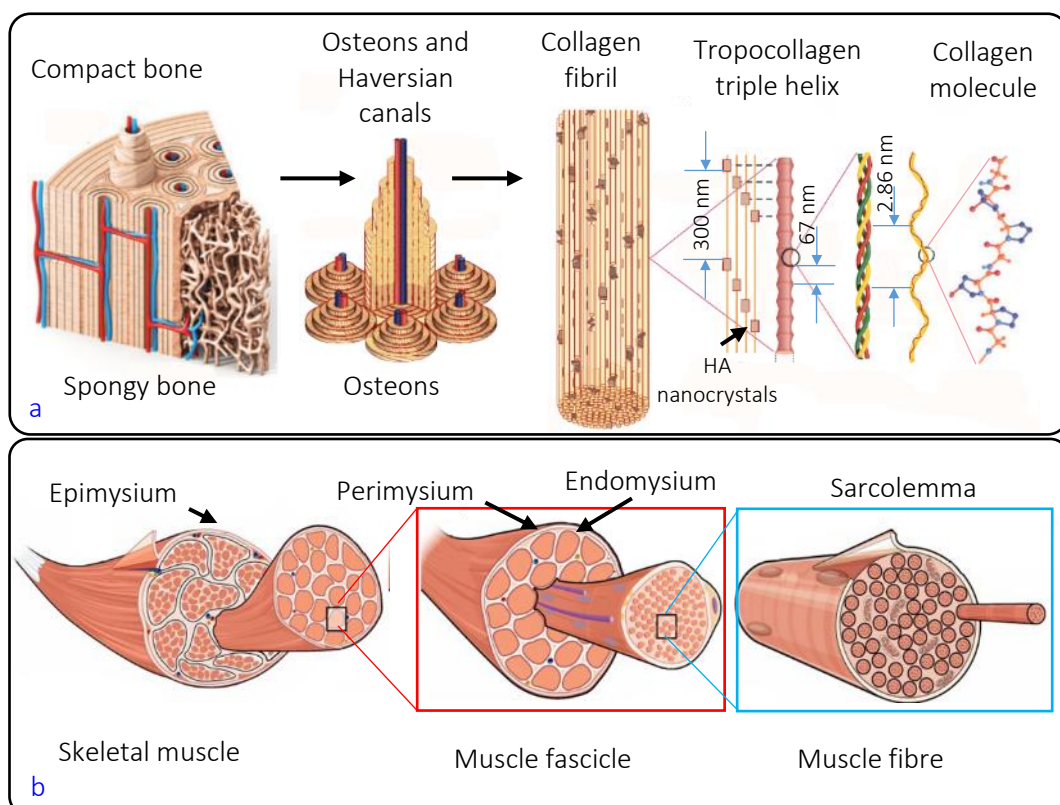 Compact bone
Osteons and
Haversian
canals
Collagen
fibril
Tropocollagen
triple helix
Collagen
molecule
300 nm
67 nm
2.86 nm
HA
nanocrystals
Spongy bone
Osteons
a
Epimysium
Perimysium
Endomysium
Sarcolemma
Skeletal muscle
Muscle fascicle
Muscle fibre
b